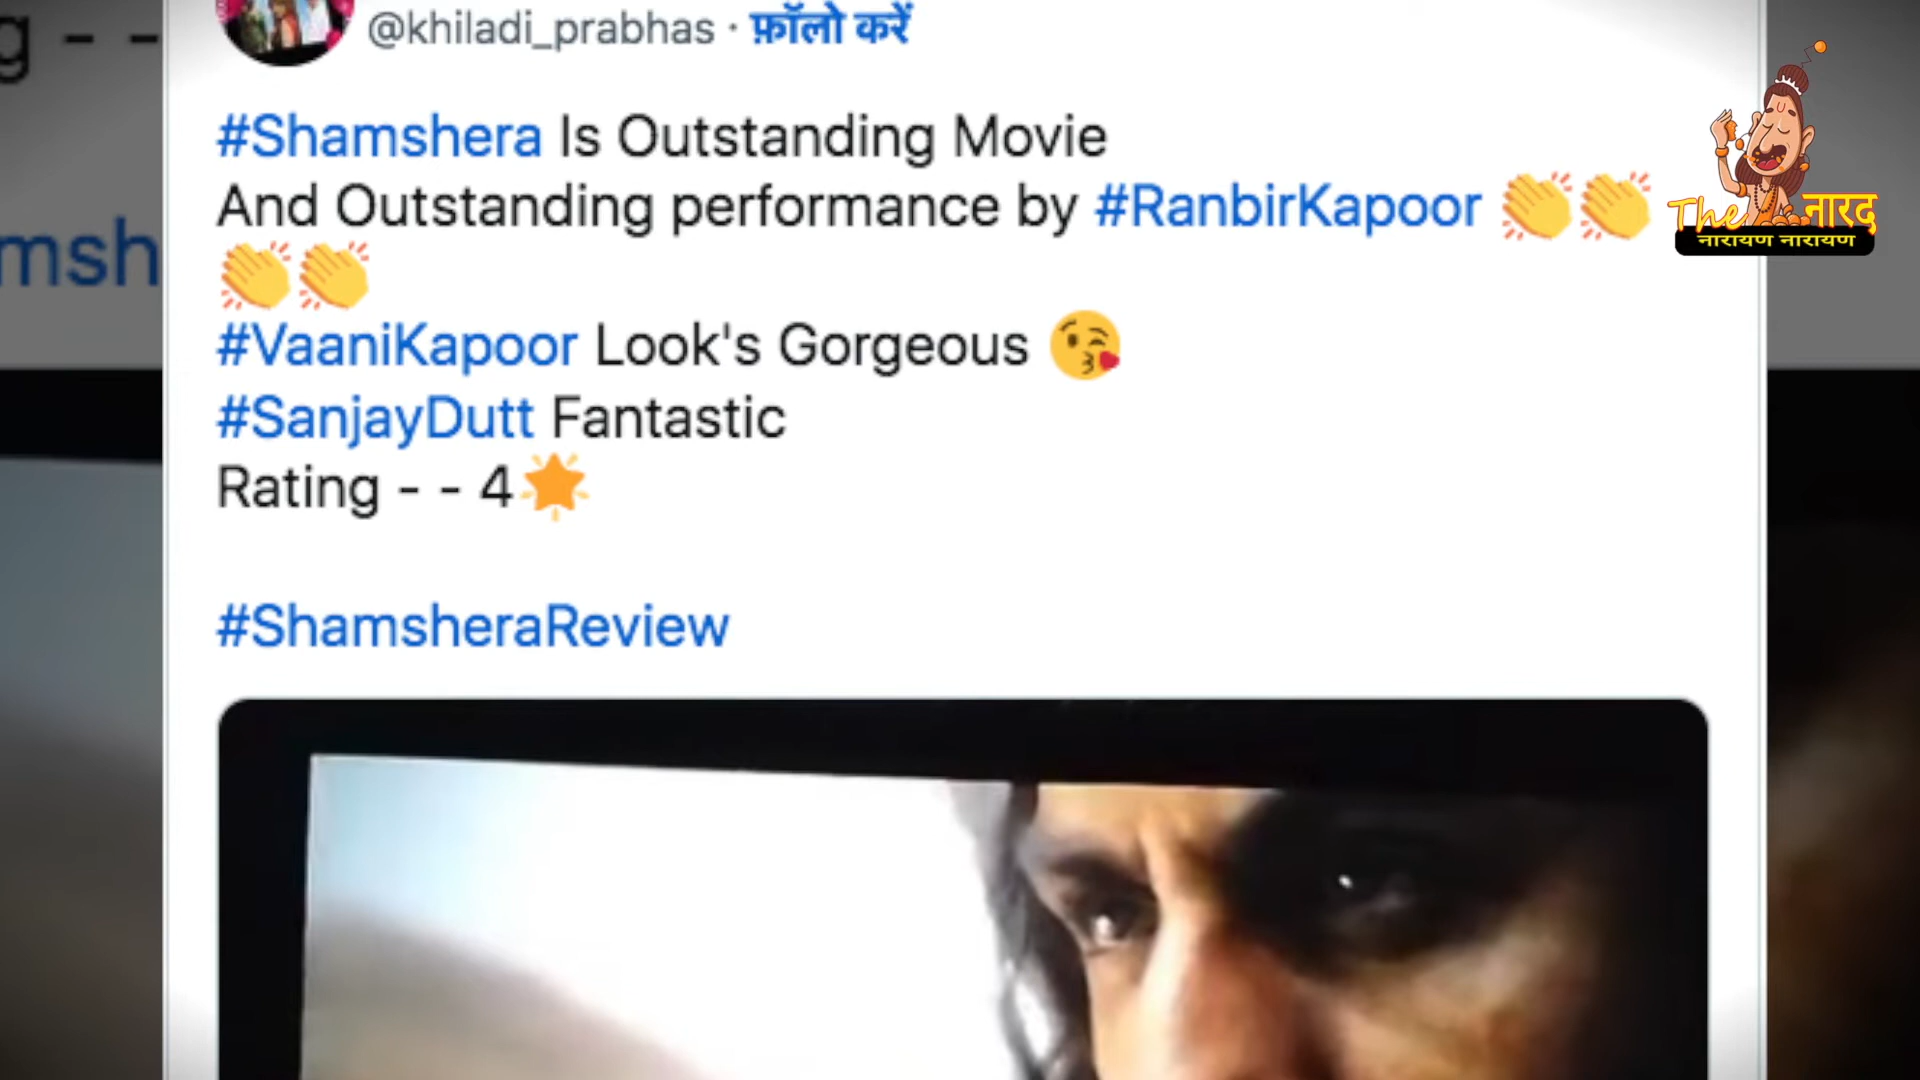 @khiladi_prabhas · फ़ॉलो करें
#Shamshera Is Outstanding Movie
And Outstanding performance by #RanbirKapoor 👏👏
👏👏
#VaaniKapoor Look's Gorgeous 😘
#SanjayDutt Fantastic
Rating - - 4🌟
#ShamsheraReview
The नारद
नारायण नारायण
g - -
msh